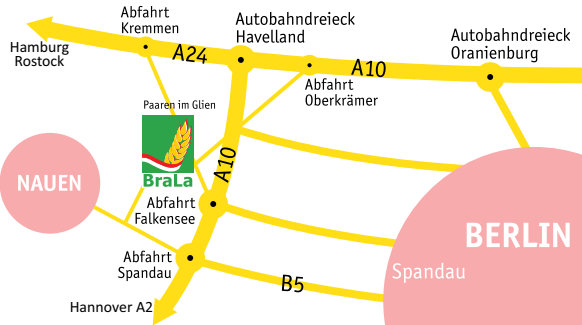 Abfahrt
Kremmen
Autobahndreieck
Havelland
Autobahndreieck
Oranienburg
Hamburg
Rostock
A24
A10
Abfahrt
Oberkrämer
Paaren im Glien
BraLa
A10
NAUEN
Abfahrt
Falkensee
BERLIN
Abfahrt
Spandau
Spandau
B5
Hannover A2